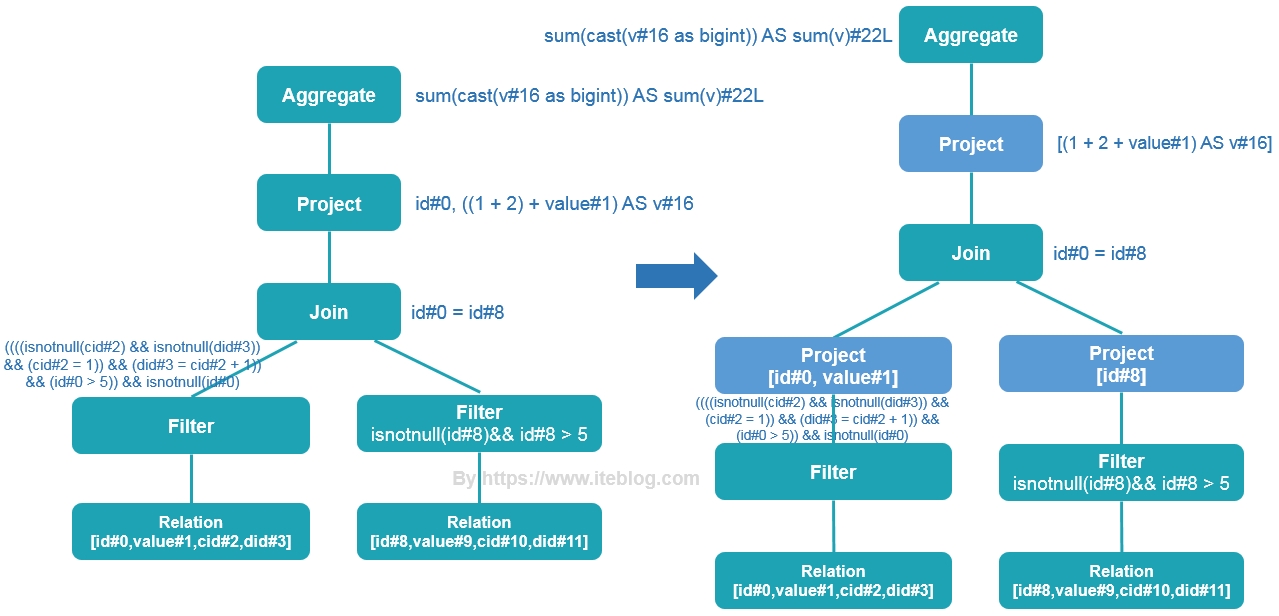 Aggregate
sum(cast(v#16 as bigint)) AS sum(v)#22L
Project
id#0, ((1 + 2) + value#1) AS v#16
Join
id#0 = id#8
((((isnotnull(cid#2) && isnotnull(did#3))
&& (cid#2 = 1)) && (did#3 = cid#2 + 1))
&& (id#0 > 5)) && isnotnull(id#0)
Filter
Filter
isnotnull(id#8)&& id#8 > 5
Relation
[id#0,value#1,cid#2,did#3]
Relation
[id#8,value#9,cid#10,did#11]
By https://www.iteblog.com
sum(cast(v#16 as bigint)) AS sum(v)#22L
Aggregate
Project
[(1 + 2 + value#1) AS v#16]
Join
id#0 = id#8
Project
[id#0, value#1]
((((isnotnull(cid#2) && isnotnull(did#3)) &&
(cid#2 = 1)) && (did#3 = cid#2 + 1)) &&
(id#0 > 5)) && isnotnull(id#0)
Filter
Relation
[id#0,value#1,cid#2,did#3]
Project
[id#8]
Filter
isnotnull(id#8)&& id#8 > 5
Relation
[id#8,value#9,cid#10,did#11]